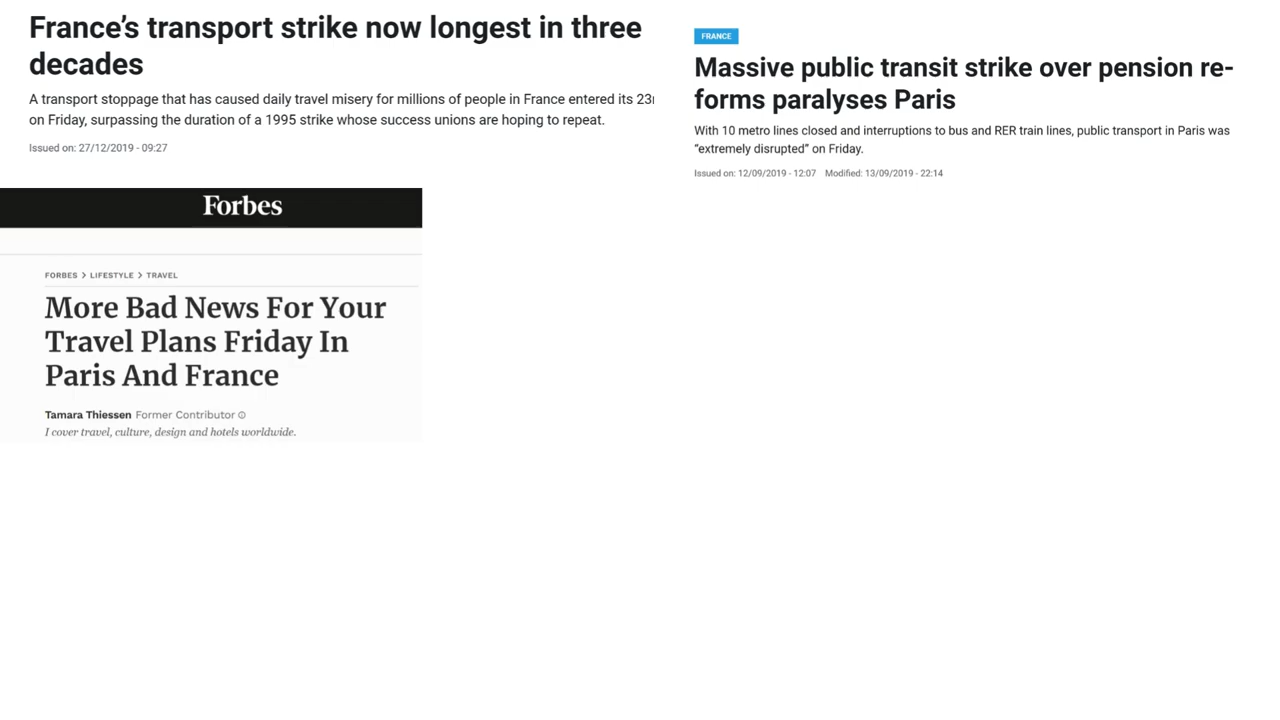 France’s transport strike now longest in three
decades
A transport stoppage that has caused daily travel misery for millions of people in France entered its
on Friday, surpassing the duration of a 1995 strike whose success unions are hoping to repeat.
Issued on: 27/12/2019 - 09:27
FRANCE
Massive public transit strike over pension re-
forms paralyses Paris
With 10 metro lines closed and interruptions to bus and RER train lines, public transport in Paris was
“extremely disrupted” on Friday.
Issued on: 12/09/2019 - 12:07 Modified: 13/09/2019 - 22:14
Forbes
FORBES > LIFESTYLE > TRAVEL
More Bad News For Your
Travel Plans Friday In
Paris And France
Tamara Thiessen Former Contributor
I cover travel, culture, design and hotels worldwide.